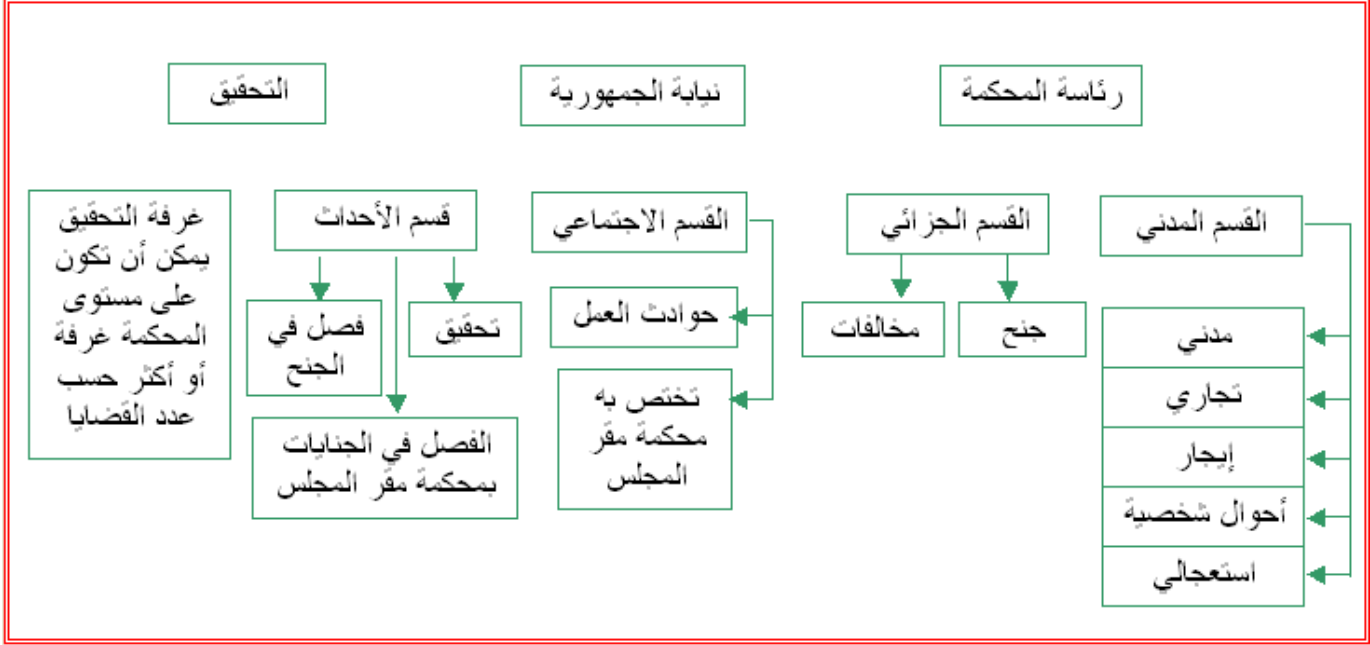 رئاسة المحكمة
نيابة الجمهورية
التحقيق
القسم المدني
مدني
تجاري
إيجار
أحوال شخصية
استعجالي
القسم الجزائي
جنح
مخالفات
القسم الاجتماعي
حوادث العمل
تختص به
محكمة مقر
المجلس
قسم الأحداث
تحقيق
فصل في
الجنح
الفصل في الجنايات
بمحكمة مقر المجلس
غرفة التحقيق
يمكن أن تكون
على مستوى
المحكمة غرفة
أو أكثر حسب
عدد القضايا